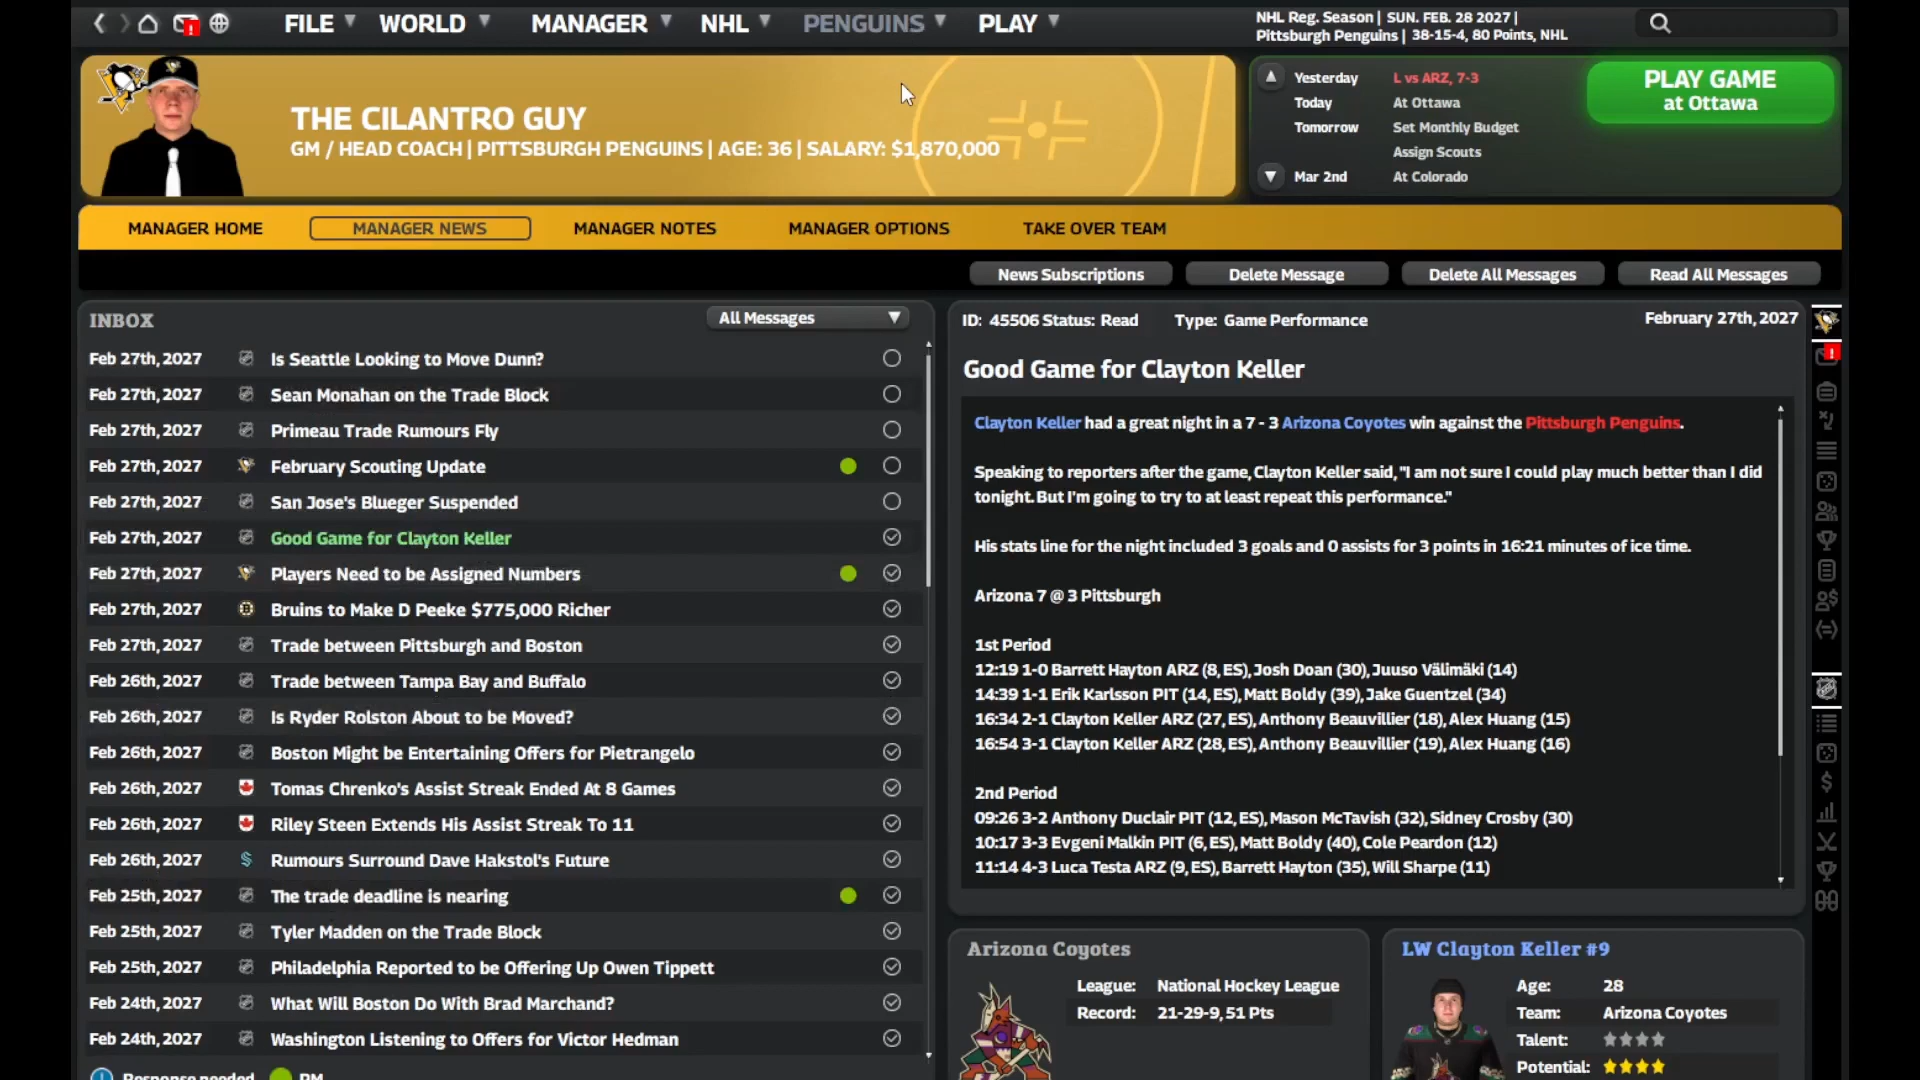 FILE WORLD MANAGER NHL PENGUINS PLAY
NHL Reg. Season | SUN. FEB. 28 2027 |
Pittsburgh Penguins | 38-15-4, 80 Points, NHL
THE CILANTRO GUY
GM / HEAD COACH | PITTSBURGH PENGUINS | AGE: 36 | SALARY: $1,870,000
Yesterday L vs ARZ, 7-3
Today At Ottawa
Tomorrow Set Monthly Budget
Assign Scouts
Mar 2nd At Colorado
PLAY GAME
at Ottawa
MANAGER HOME MANAGER NEWS MANAGER NOTES MANAGER OPTIONS TAKE OVER TEAM
News Subscriptions Delete Message Delete All Messages Read All Messages
INBOX All Messages
Feb 27th, 2027 Is Seattle Looking to Move Dunn?
Feb 27th, 2027 Sean Monahan on the Trade Block
Feb 27th, 2027 Primeau Trade Rumours Fly
Feb 27th, 2027 February Scouting Update
Feb 27th, 2027 San Jose's Blueger Suspended
Feb 27th, 2027 Good Game for Clayton Keller
Feb 27th, 2027 Players Need to be Assigned Numbers
Feb 27th, 2027 Bruins to Make D Peeke $775,000 Richer
Feb 27th, 2027 Trade between Pittsburgh and Boston
Feb 26th, 2027 Trade between Tampa Bay and Buffalo
Feb 26th, 2027 Is Ryder Rolston About to be Moved?
Feb 26th, 2027 Boston Might be Entertaining Offers for Pietrangelo
Feb 26th, 2027 Tomas Chrenko's Assist Streak Ended At 8 Games
Feb 26th, 2027 Riley Steen Extends His Assist Streak To 11
Feb 26th, 2027 Rumours Surround Dave Hakstol's Future
Feb 25th, 2027 The trade deadline is nearing
Feb 25th, 2027 Tyler Madden on the Trade Block
Feb 25th, 2027 Philadelphia Reported to be Offering Up Owen Tippett
Feb 24th, 2027 What Will Boston Do With Brad Marchand?
Feb 24th, 2027 Washington Listening to Offers for Victor Hedman
Response needed PM
ID: 45506 Status: Read Type: Game Performance February 27th, 2027
Good Game for Clayton Keller
Clayton Keller had a great night in a 7 - 3 Arizona Coyotes win against the Pittsburgh Penguins.
Speaking to reporters after the game, Clayton Keller said, "I am not sure I could play much better than I did
tonight. But I'm going to try to at least repeat this performance."
His stats line for the night included 3 goals and 0 assists for 3 points in 16:21 minutes of ice time.
Arizona 7 @ 3 Pittsburgh
1st Period
12:19 1-0 Barrett Hayton ARZ (8, ES), Josh Doan (30), Juuso Välimäki (14)
14:39 1-1 Erik Karlsson PIT (14, ES), Matt Boldy (39), Jake Guentzel (34)
16:34 2-1 Clayton Keller ARZ (27, ES), Anthony Beauvillier (18), Alex Huang (15)
16:54 3-1 Clayton Keller ARZ (28, ES), Anthony Beauvillier (19), Alex Huang (16)
2nd Period
09:26 3-2 Anthony Duclair PIT (12, ES), Mason McTavish (32), Sidney Crosby (30)
10:17 3-3 Evgeni Malkin PIT (6, ES), Matt Boldy (40), Cole Peardon (12)
11:14 4-3 Luca Testa ARZ (9, ES), Barrett Hayton (35), Will Sharpe (11)
Arizona Coyotes
League: National Hockey League
Record: 21-29-9, 51 Pts
LW Clayton Keller #9
Age: 28
Team: Arizona Coyotes
Talent:
Potential: